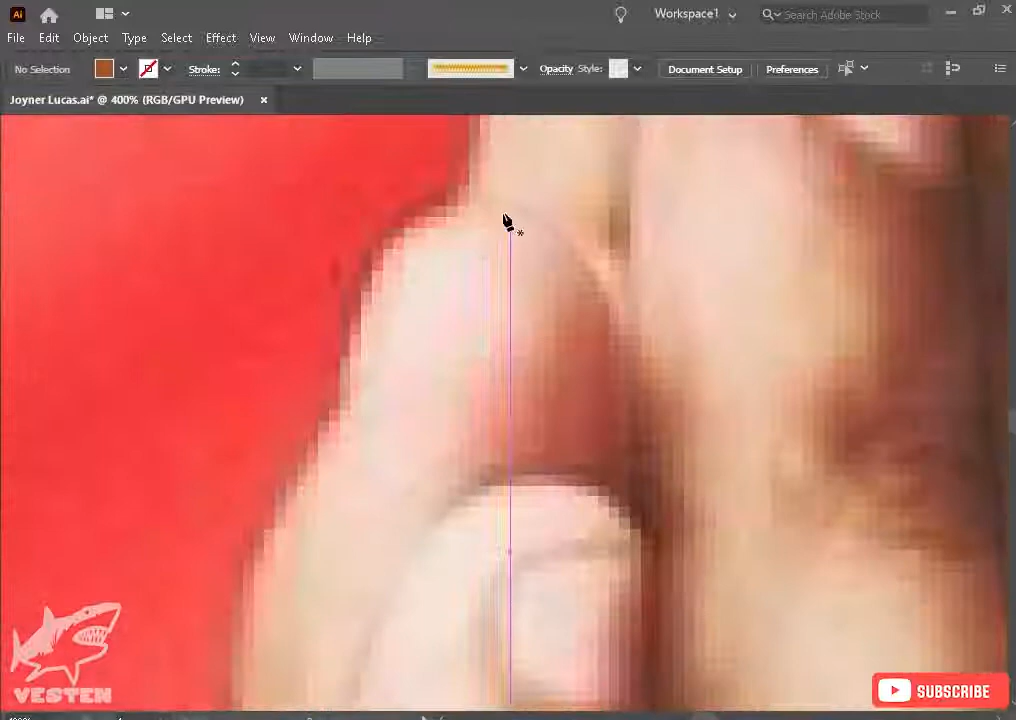 Ai
Workspace1
Search Adobe Stock
File Edit Object Type Select Effect View Window Help
No Selection Stroke: Opacity Style: Document Setup Preferences
Joyner Lucas.ai* @ 400% (RGB/GPU Preview) ×
VESTEN
SUBSCRIBE